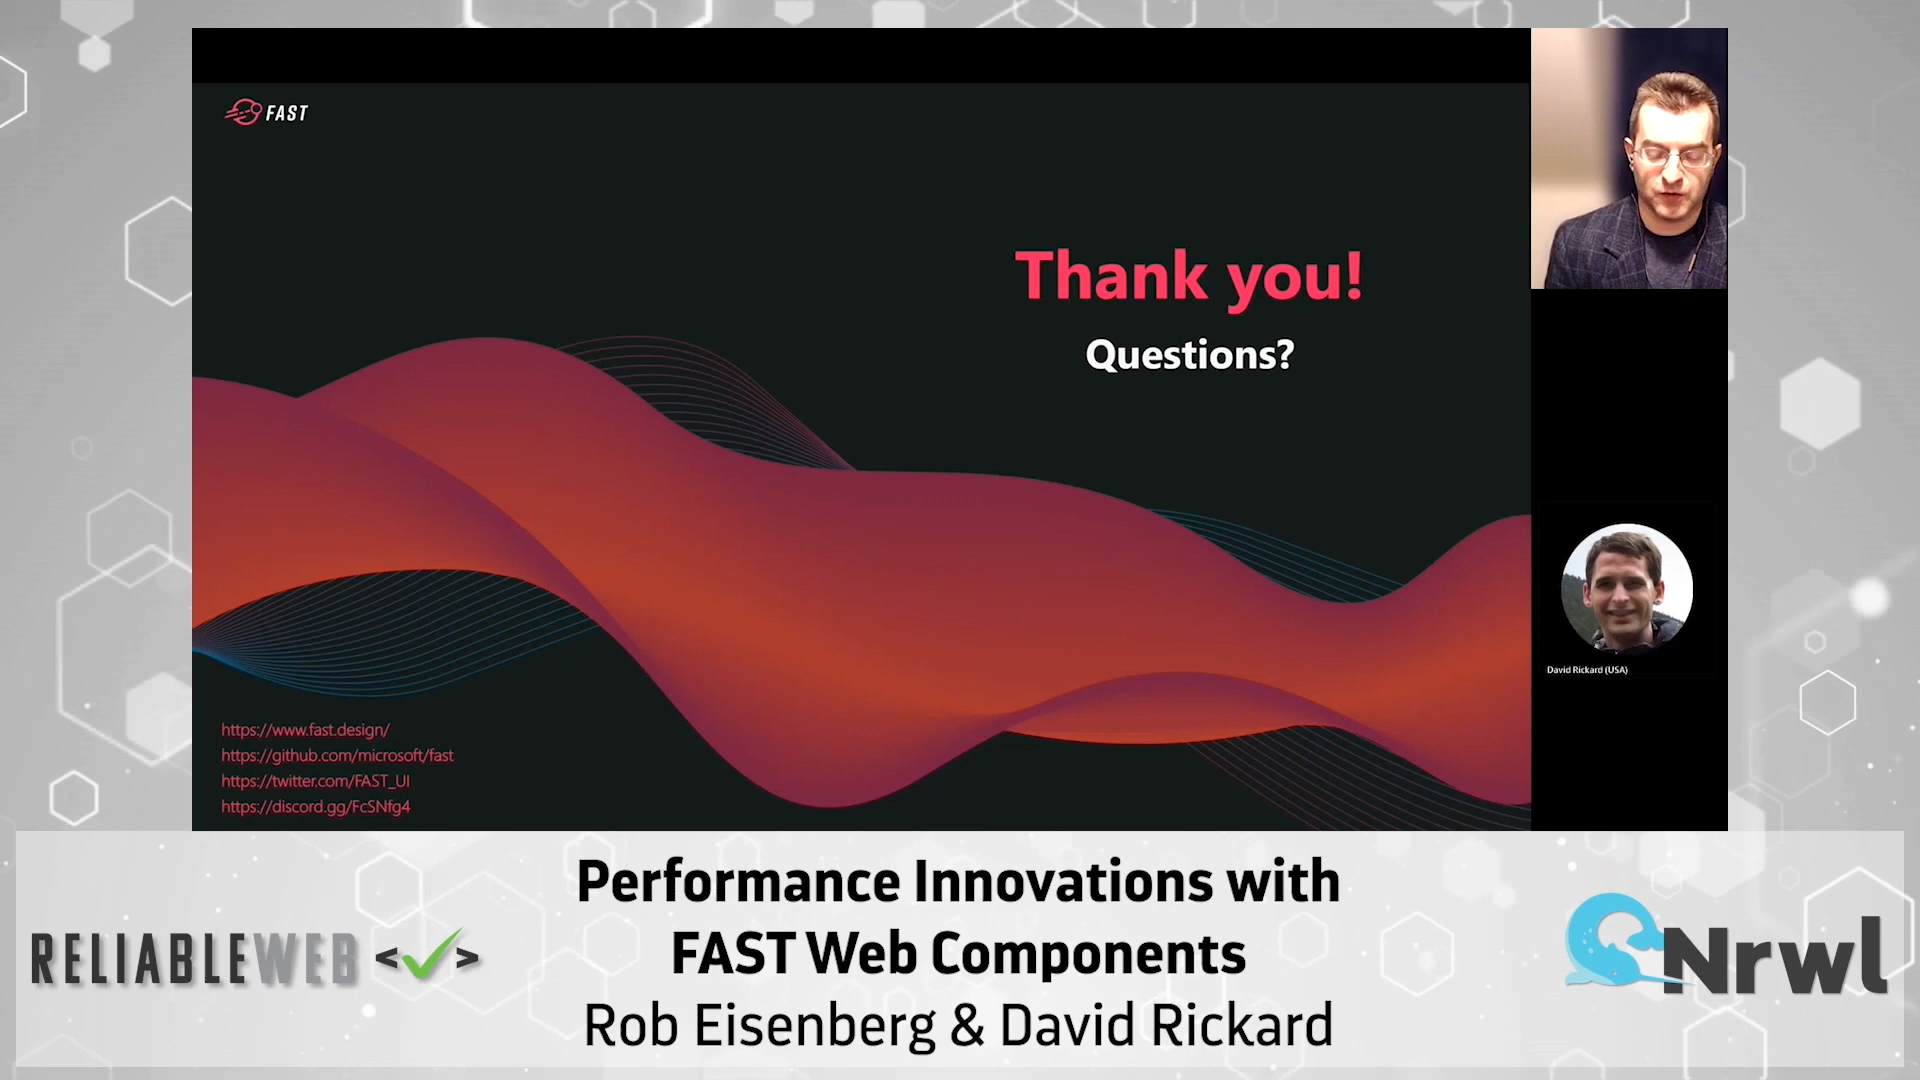 FAST
Thank you!
Questions?
https://www.fast.design/
https://github.com/microsoft/fast
https://twitter.com/FAST_UI
https://discord.gg/FcSNfg4
David Rickard (USA)
RELIABLEWEB <✓>
Performance Innovations with
FAST Web Components
Rob Eisenberg & David Rickard
Nrwl